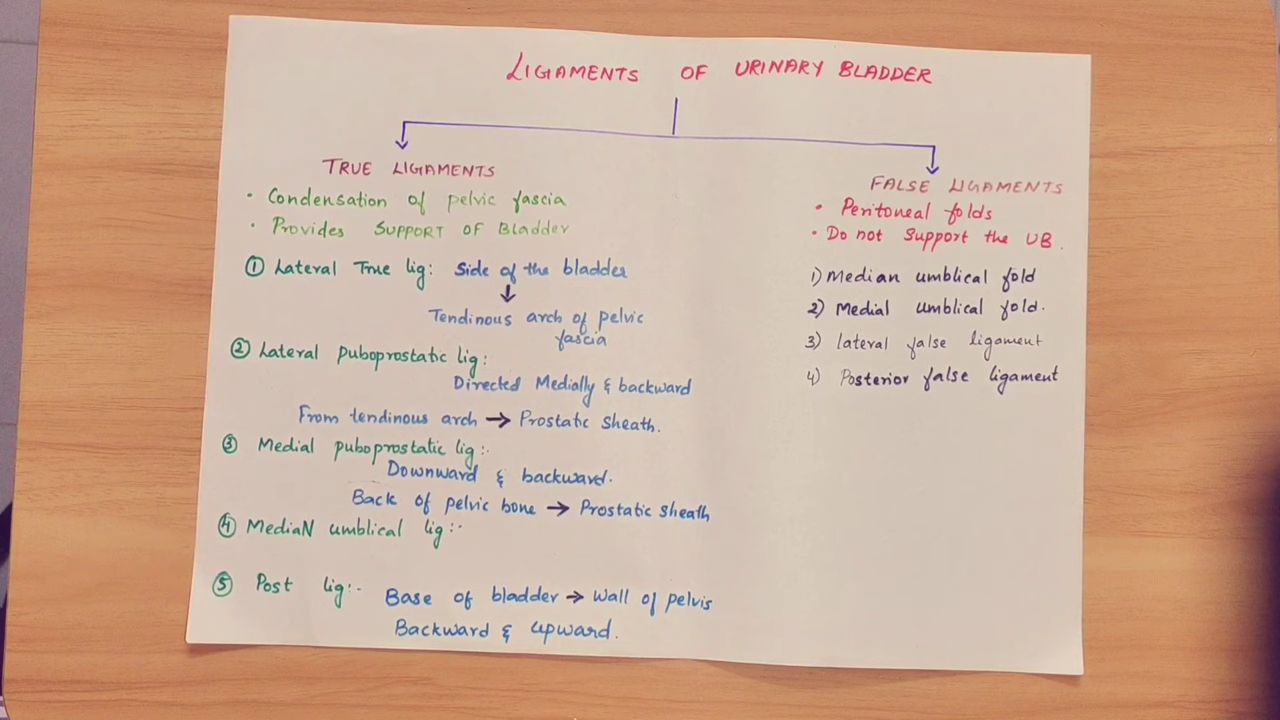 LIGAMENTS OF URINARY BLADDER
TRUE LIGAMENTS
• Condensation of pelvic fascia
• Provides SUPPORT OF Bladder
① Lateral True lig: Side of the bladder
↓
Tendinous arch of pelvic
fascia
② Lateral puboprostatic lig:
Directed Medially & backward
From tendinous arch → Prostatic Sheath.
③ Medial puboprostatic lig:-
Downward & backward.
Back of pelvic bone → Prostatic Sheath
④ MediaN umblical lig:-
⑤ Post lig:- Base of bladder → Wall of pelvis
Backward & upward.
FALSE LIGAMENTS
• Peritoneal folds
• Do not Support the UB.
1) Median umblical fold
2) Medial umblical fold.
3) lateral false ligament
4) Posterior false ligament